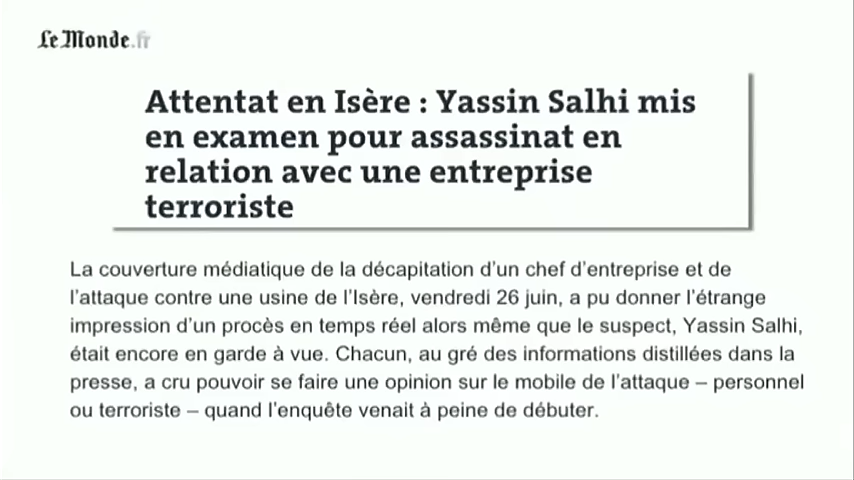 Le Monde.fr
Attentat en Isère : Yassin Salhi mis
en examen pour assassinat en
relation avec une entreprise
terroriste
La couverture médiatique de la décapitation d’un chef d’entreprise et de
l’attaque contre une usine de l’Isère, vendredi 26 juin, a pu donner l’étrange
impression d’un procès en temps réel alors même que le suspect, Yassin Salhi,
était encore en garde à vue. Chacun, au gré des informations distillées dans la
presse, a cru pouvoir se faire une opinion sur le mobile de l’attaque – personnel
ou terroriste – quand l’enquête venait à peine de débuter.